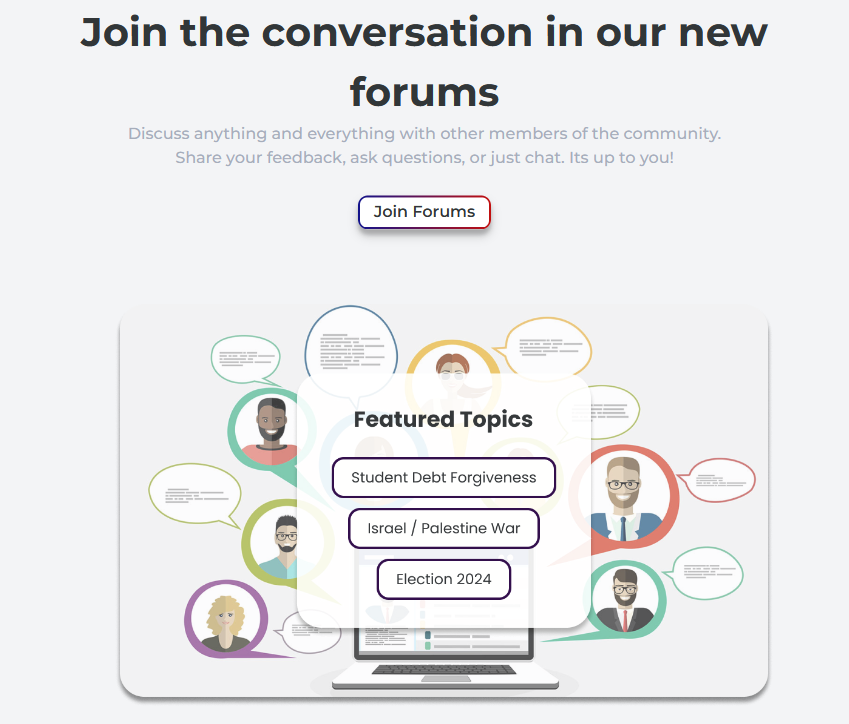 Join the conversation in our new
forums
Discuss anything and everything with other members of the community.
Share your feedback, ask questions, or just chat. Its up to you!
Join Forums
Featured Topics
Student Debt Forgiveness
Israel / Palestine War
Election 2024